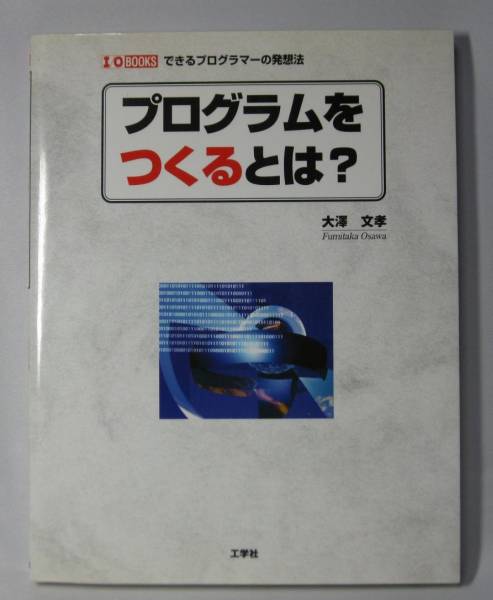 I O BOOKS できるプログラマーの発想法
プログラムを
つくるとは?
大澤 文孝
Fumitaka Osawa
工学社